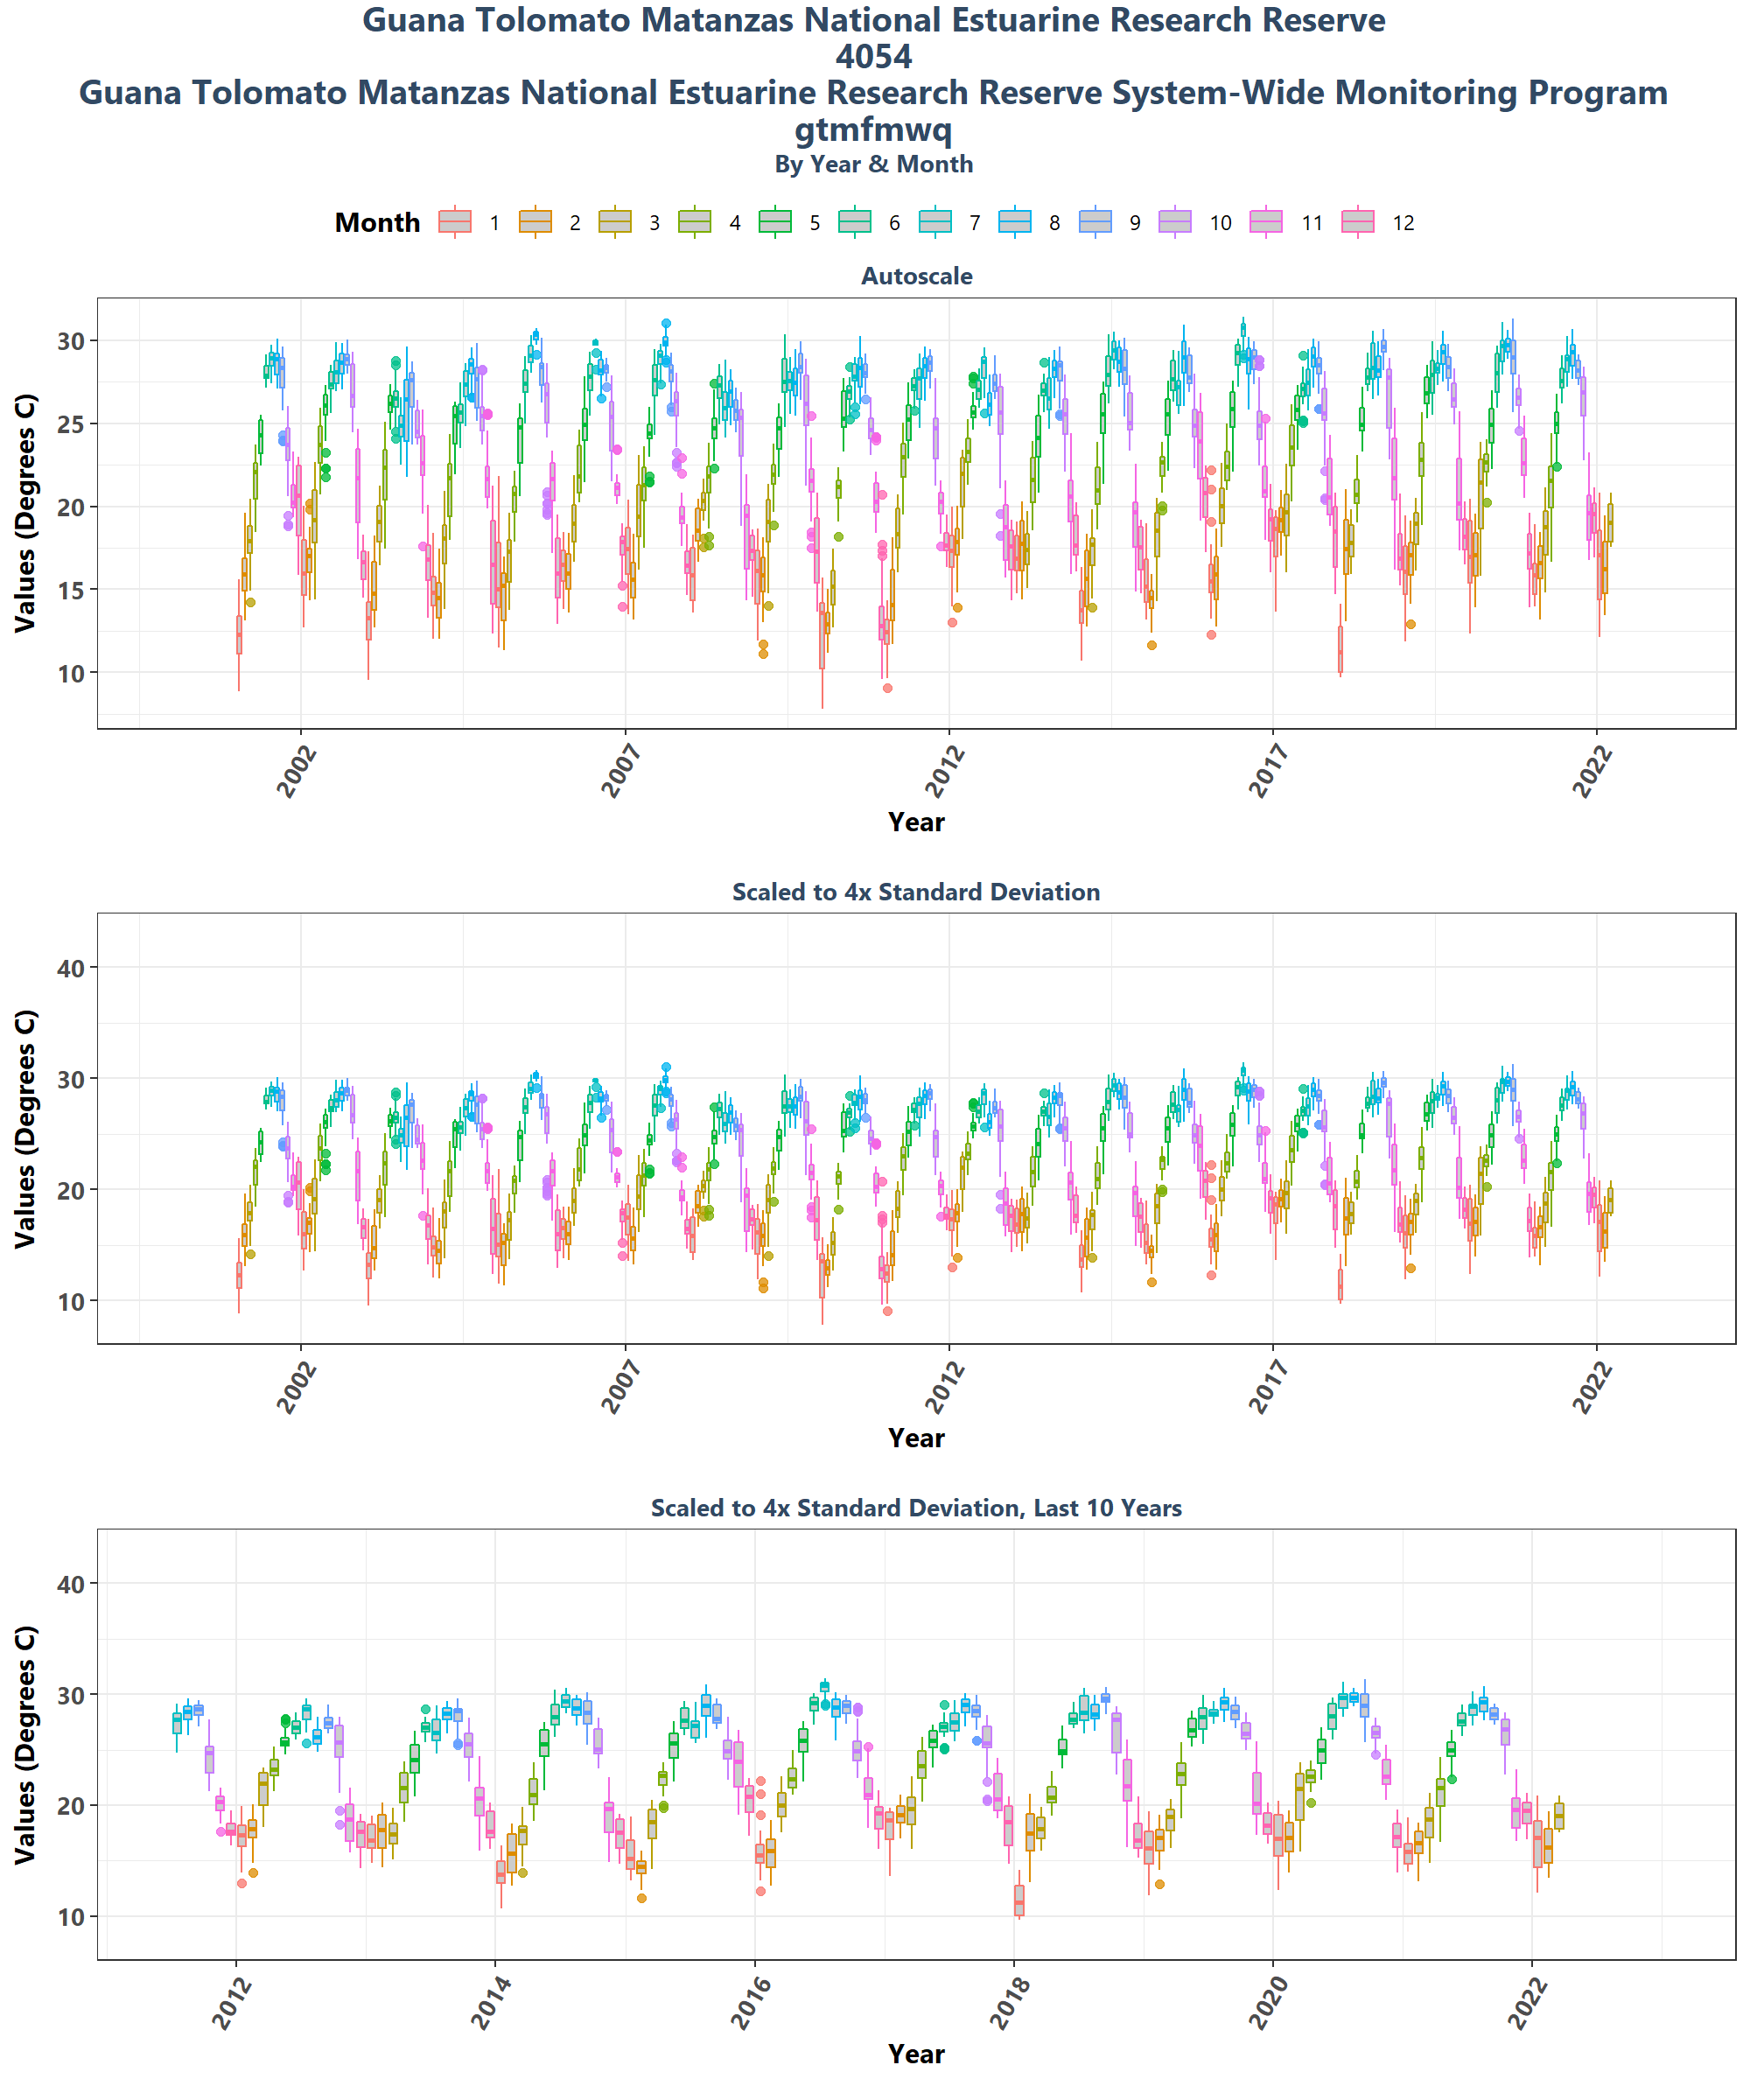 Guana Tolomato Matanzas National Estuarine Research Reserve
4054
Guana Tolomato Matanzas National Estuarine Research Reserve System-Wide Monitoring Program
gtmfmwq
By Year & Month
Month 1 2 3 4 5 6 7 8 9 10 11 12
Autoscale
Values (Degrees C)
30
25
20
15
10
2002 2007 2012 2017 2022
Year
Scaled to 4x Standard Deviation
Values (Degrees C)
40
30
20
10
2002 2007 2012 2017 2022
Year
Scaled to 4x Standard Deviation, Last 10 Years
Values (Degrees C)
40
30
20
10
2012 2014 2016 2018 2020 2022
Year